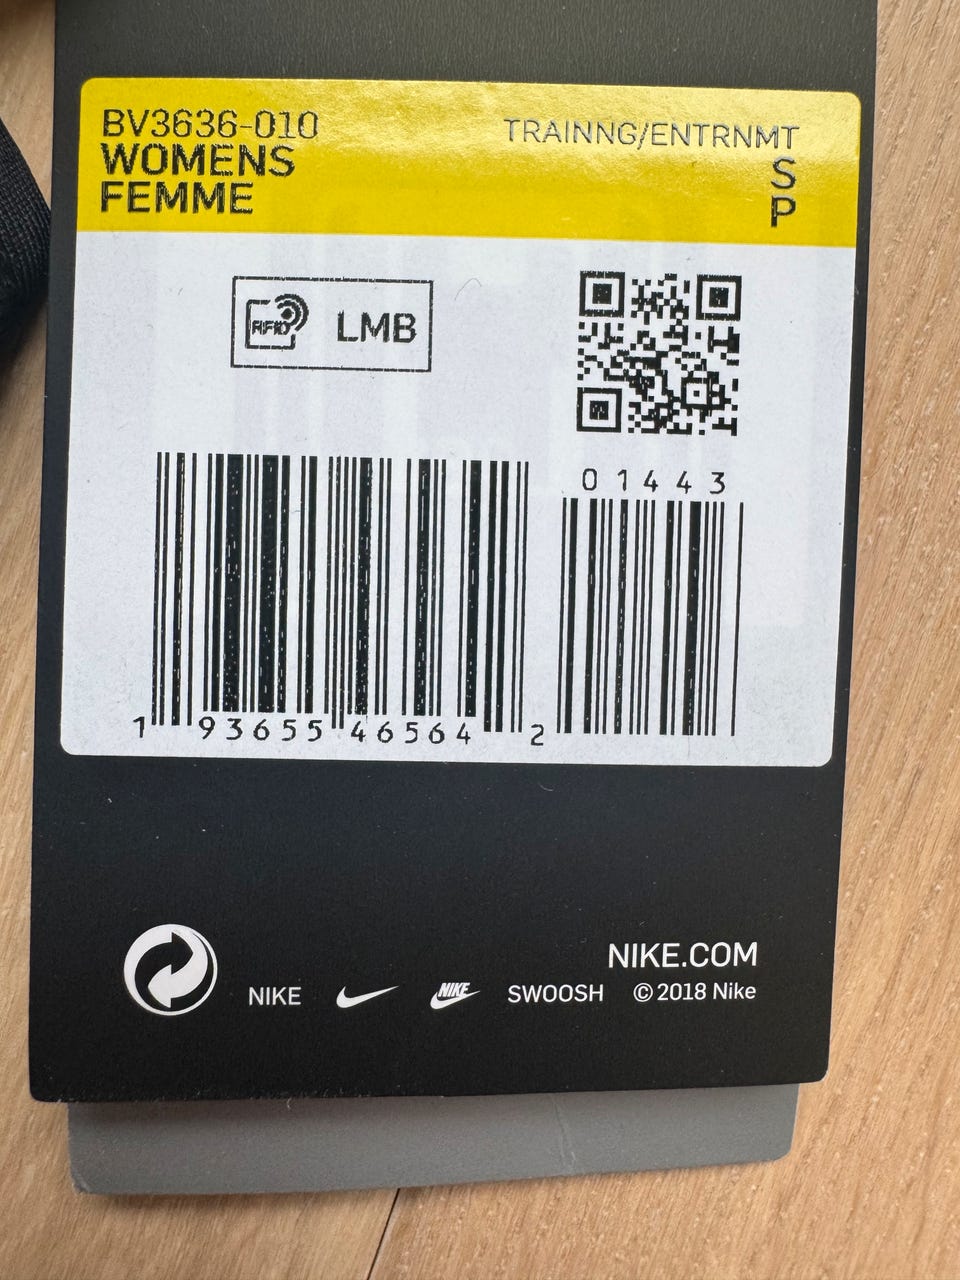 BV3636-010
WOMENS
FEMME
TRAINNG/ENTRNMT
S
P
RFID LMB
01443
1 93655 46564 2
NIKE.COM
NIKE NIKE SWOOSH © 2018 Nike